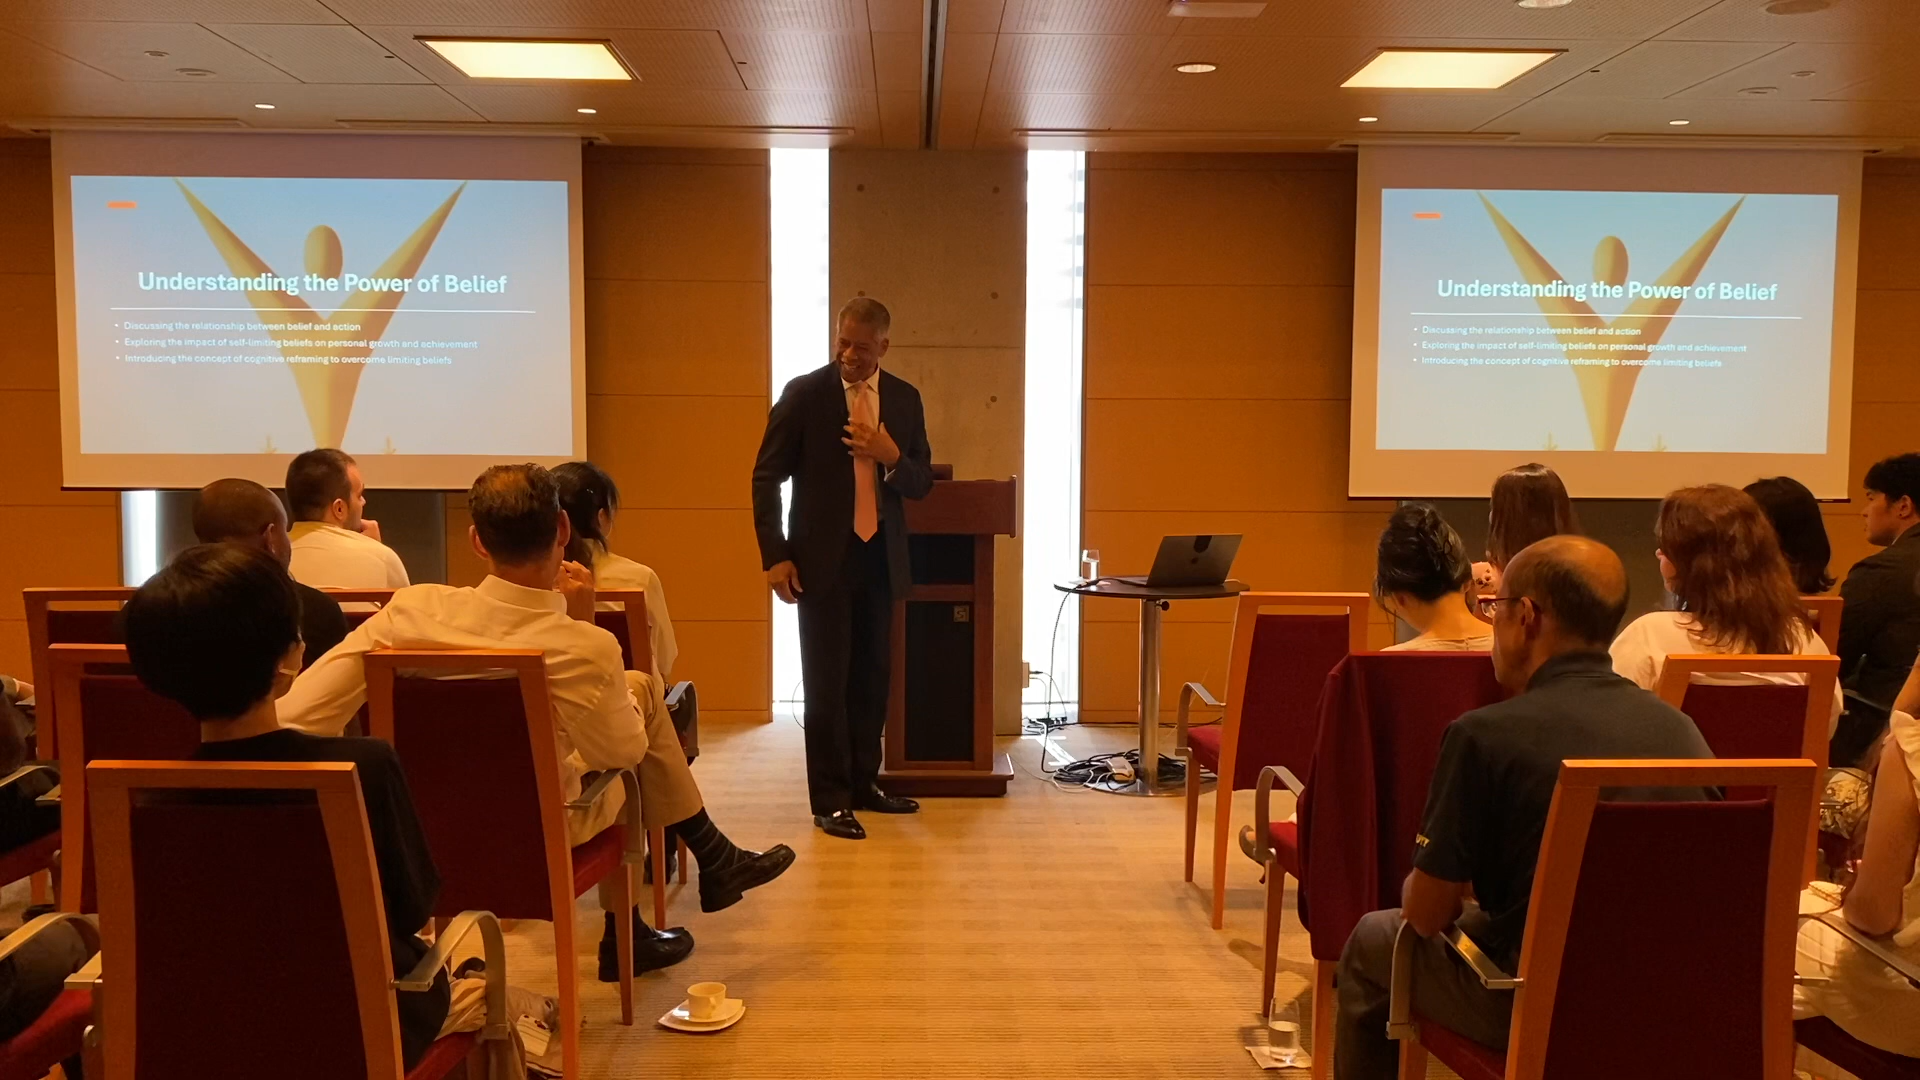 Understanding the Power of Belief
• Discussing the relationship between belief and action
• Exploring the impact of self-limiting beliefs on personal growth and achievement
• Introducing the concept of cognitive reframing to overcome limiting beliefs
Understanding the Power of Belief
• Discussing the relationship between belief and action
• Exploring the impact of self-limiting beliefs on personal growth and achievement
• Introducing the concept of cognitive reframing to overcome limiting beliefs